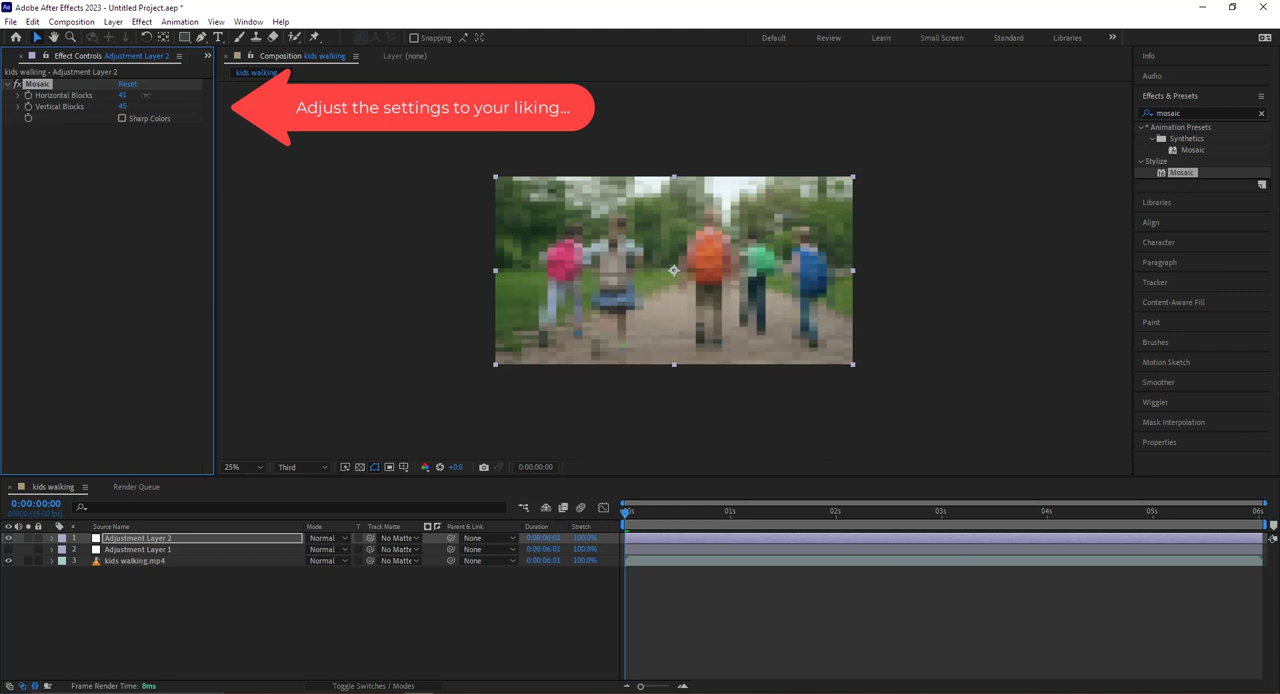 Ae Adobe After Effects 2023 - Untitled Project.aep *
File Edit Composition Layer Effect Animation View Window Help
Snapping Default Review Learn Small Screen Standard Libraries
Effect Controls Adjustment Layer 2
Composition kids walking Layer (none)
kids walking - Adjustment Layer 2
kids walking
fx Mosaic Reset
Horizontal Blocks 41
Vertical Blocks 45
Sharp Colors
Adjust the settings to your liking...
Info
Audio
Effects & Presets
mosaic
* Animation Presets
Synthetics
Mosaic
Stylize
Mosaic
Libraries
Align
Character
Paragraph
Tracker
Content-Aware Fill
Paint
Brushes
Motion Sketch
Smoother
Wiggler
Mask Interpolation
Properties
25% Third +0.0 0:00:00:00
kids walking Render Queue
0:00:00:00
00000 (25.00 fps)
# Source Name Mode T Track Matte Parent & Link Duration Stretch
1 Adjustment Layer 2 Normal No Matte None 0:00:06:01 100.0%
2 Adjustment Layer 1 Normal No Matte None 0:00:06:01 100.0%
3 kids walking.mp4 Normal No Matte None 0:00:06:01 100.0%
01s 02s 03s 04s 05s 06s
Frame Render Time: 8ms Toggle Switches / Modes